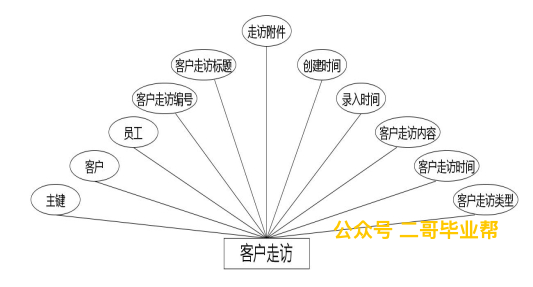 走访附件
客户走访标题
创建时间
客户走访编号
录入时间
员工
客户走访内容
客户
客户走访时间
主键
客户走访类型
公众号 二哥毕业帮
客户走访